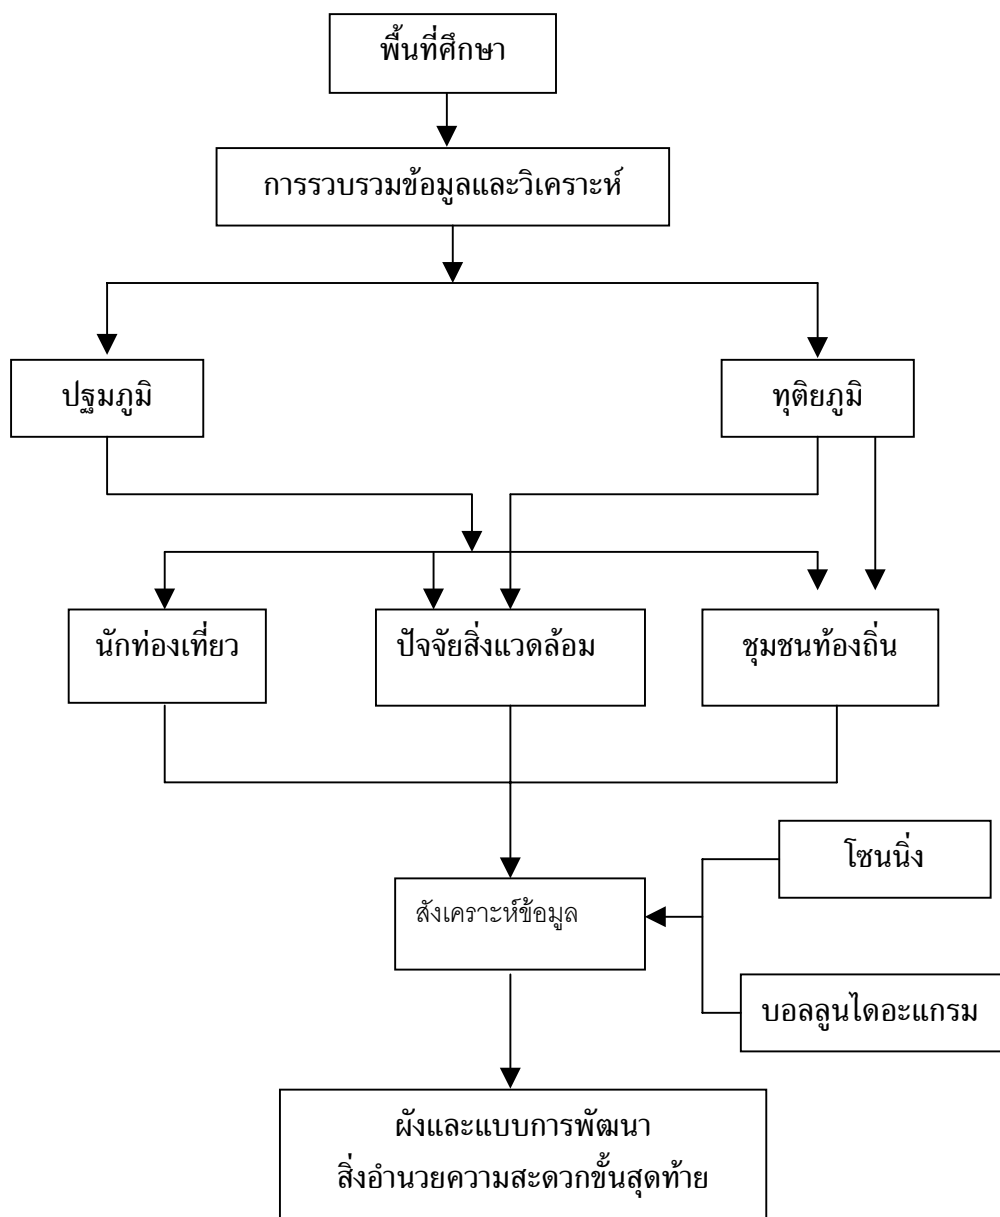 พื้นที่ศึกษา
การรวบรวมข้อมูลและวิเคราะห์
ปฐมภูมิ
ทุติยภูมิ
นักท่องเที่ยว
ปัจจัยสิ่งแวดล้อม
ชุมชนท้องถิ่น
โซนนิ่ง
สังเคราะห์ข้อมูล
บอลลูนไดอะแกรม
ผังและแบบการพัฒนา
สิ่งอำนวยความสะดวกขั้นสุดท้าย